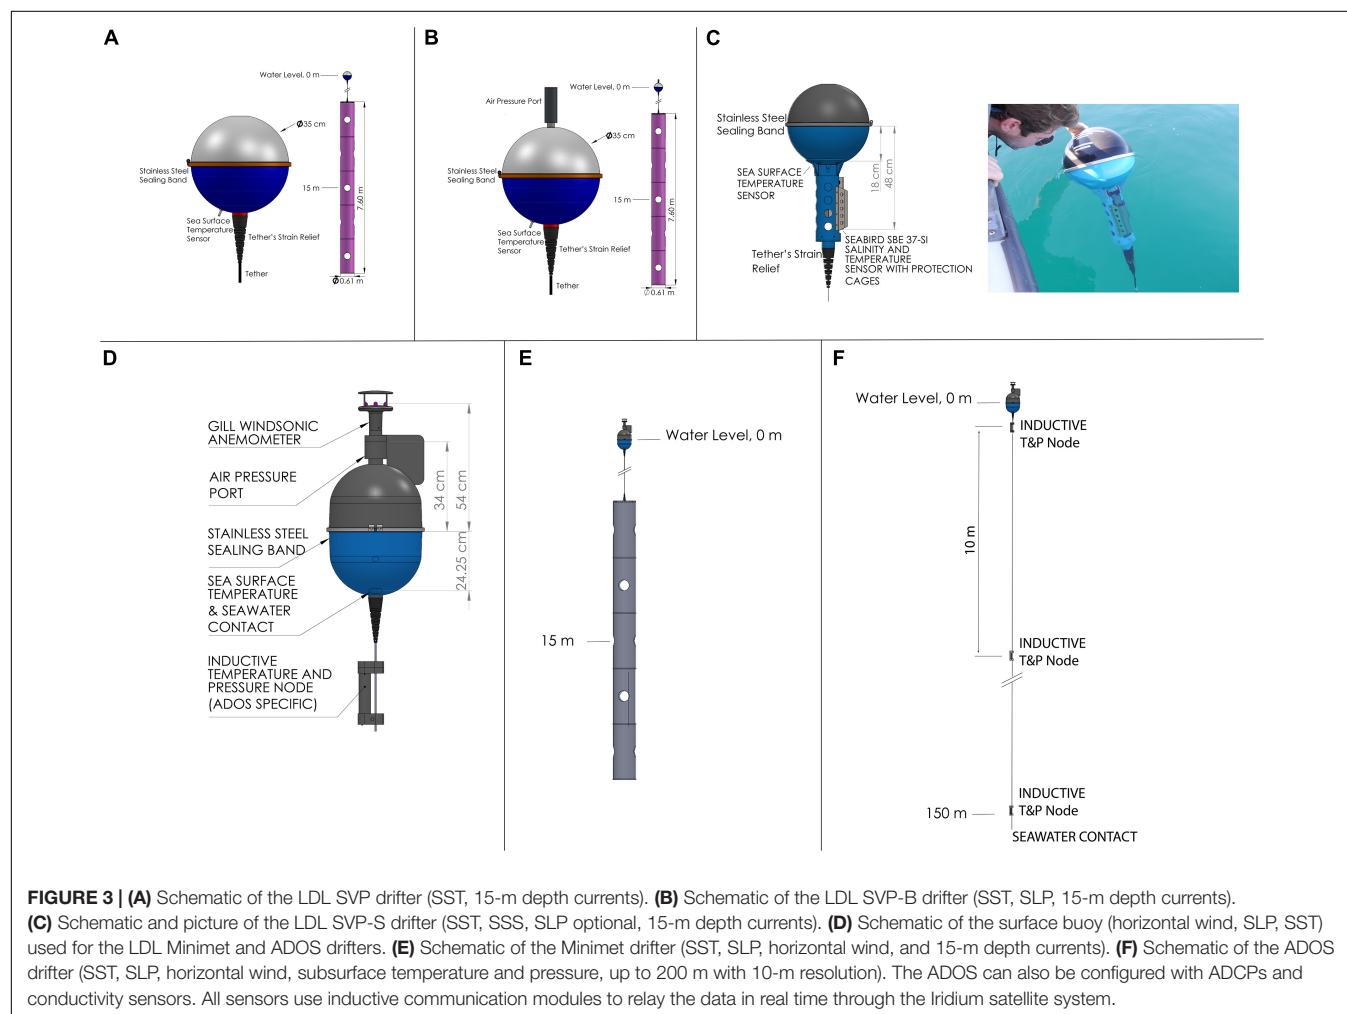 A
Water Level, 0 m
Ø35 cm
Stainless Steel
Sealing Band
15 m
7.60 m
Sea Surface
Temperature
Sensor
Tether's Strain Relief
Tether
Ø0.61 m
B
Air Pressure Port
Water Level, 0 m
Ø35 cm
Stainless Steel
Sealing Band
15 m
7.60 m
Sea Surface
Temperature
Sensor
Tether's Strain Relief
Tether
Ø0.61 m
C
Stainless Steel
Sealing Band
SEA SURFACE
TEMPERATURE
SENSOR
18 cm
48 cm
Tether's Strain
Relief
SEABIRD SBE 37-SI
SALINITY AND
TEMPERATURE
SENSOR WITH PROTECTION
CAGES
D
GILL WINDSONIC
ANEMOMETER
AIR PRESSURE
PORT
34 cm
54 cm
STAINLESS STEEL
SEALING BAND
24.25 cm
SEA SURFACE
TEMPERATURE
& SEAWATER
CONTACT
INDUCTIVE
TEMPERATURE AND
PRESSURE NODE
(ADOS SPECIFIC)
E
Water Level, 0 m
15 m
F
Water Level, 0 m
INDUCTIVE
T&P Node
10 m
INDUCTIVE
T&P Node
INDUCTIVE
T&P Node
150 m
SEAWATER CONTACT
FIGURE 3 | (A) Schematic of the LDL SVP drifter (SST, 15-m depth currents). (B) Schematic of the LDL SVP-B drifter (SST, SLP, 15-m depth currents).
(C) Schematic and picture of the LDL SVP-S drifter (SST, SSS, SLP optional, 15-m depth currents). (D) Schematic of the surface buoy (horizontal wind, SLP, SST)
used for the LDL Minimet and ADOS drifters. (E) Schematic of the Minimet drifter (SST, SLP, horizontal wind, and 15-m depth currents). (F) Schematic of the ADOS
drifter (SST, SLP, horizontal wind, subsurface temperature and pressure, up to 200 m with 10-m resolution). The ADOS can also be configured with ADCPs and
conductivity sensors. All sensors use inductive communication modules to relay the data in real time through the Iridium satellite system.